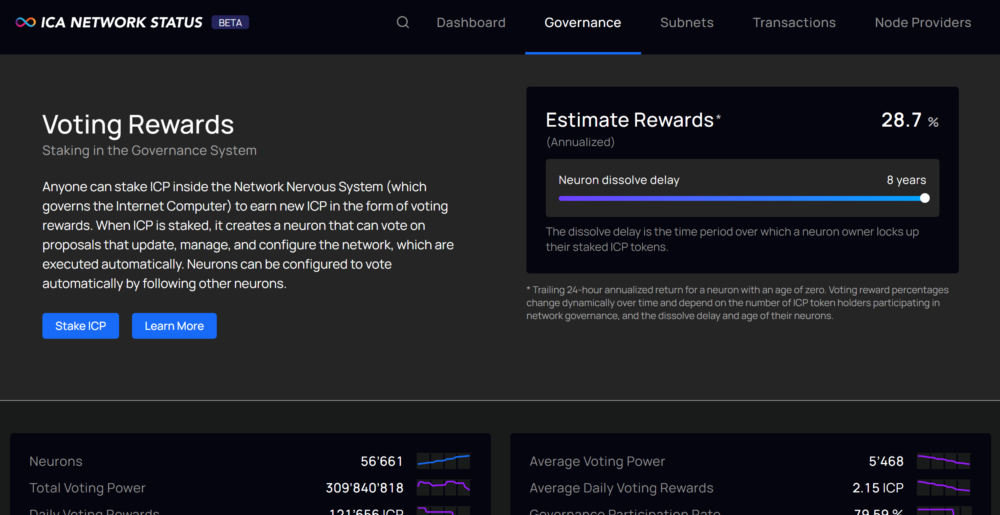 ICA NETWORK STATUS BETA
Dashboard Governance Subnets Transactions Node Providers
Voting Rewards
Staking in the Governance System
Anyone can stake ICP inside the Network Nervous System (which
governs the Internet Computer) to earn new ICP in the form of voting
rewards. When ICP is staked, it creates a neuron that can vote on
proposals that update, manage, and configure the network, which are
executed automatically. Neurons can be configured to vote
automatically by following other neurons.
Stake ICP Learn More
Estimate Rewards* 28.7 %
(Annualized)
Neuron dissolve delay 8 years
The dissolve delay is the time period over which a neuron owner locks up
their staked ICP tokens.
* Trailing 24-hour annualized return for a neuron with an age of zero. Voting reward percentages
change dynamically over time and depend on the number of ICP token holders participating in
network governance, and the dissolve delay and age of their neurons.
Neurons 56’661
Total Voting Power 309’840’818
Daily Voting Rewards 121’656 ICP
Average Voting Power 5’468
Average Daily Voting Rewards 2.15 ICP
Governance Participation Rate 79.59 %